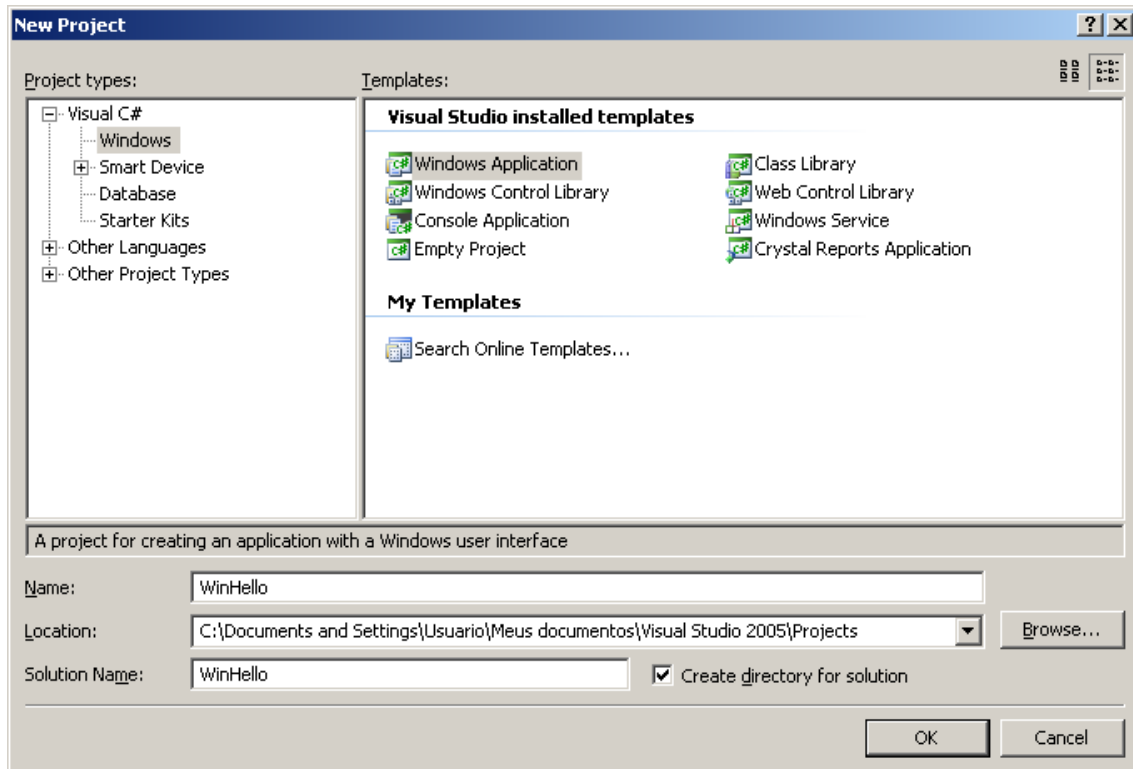 New Project
Project types:
Templates:
Visual C#
Windows
Smart Device
Database
Starter Kits
Other Languages
Other Project Types
Visual Studio installed templates
Windows Application
Class Library
Windows Control Library
Web Control Library
Console Application
Windows Service
Empty Project
Crystal Reports Application
My Templates
Search Online Templates...
A project for creating an application with a Windows user interface
Name:
WinHello
Location:
C:\Documents and Settings\Usuario\Meus documentos\Visual Studio 2005\Projects
Browse...
Solution Name:
WinHello
Create directory for solution
OK
Cancel